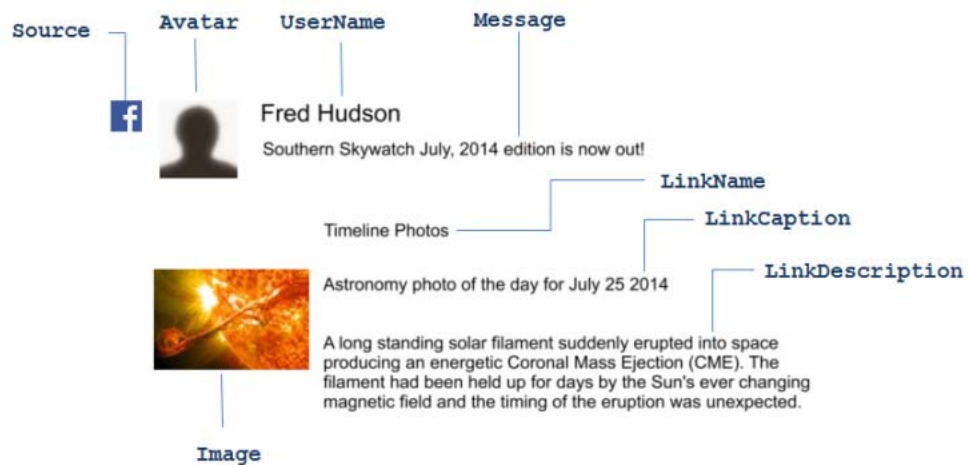 Source
Avatar
UserName
Message
f
Fred Hudson
Southern Skywatch July, 2014 edition is now out!
LinkName
Timeline Photos
LinkCaption
Astronomy photo of the day for July 25 2014
LinkDescription
A long standing solar filament suddenly erupted into space
producing an energetic Coronal Mass Ejection (CME). The
filament had been held up for days by the Sun's ever changing
magnetic field and the timing of the eruption was unexpected.
Image